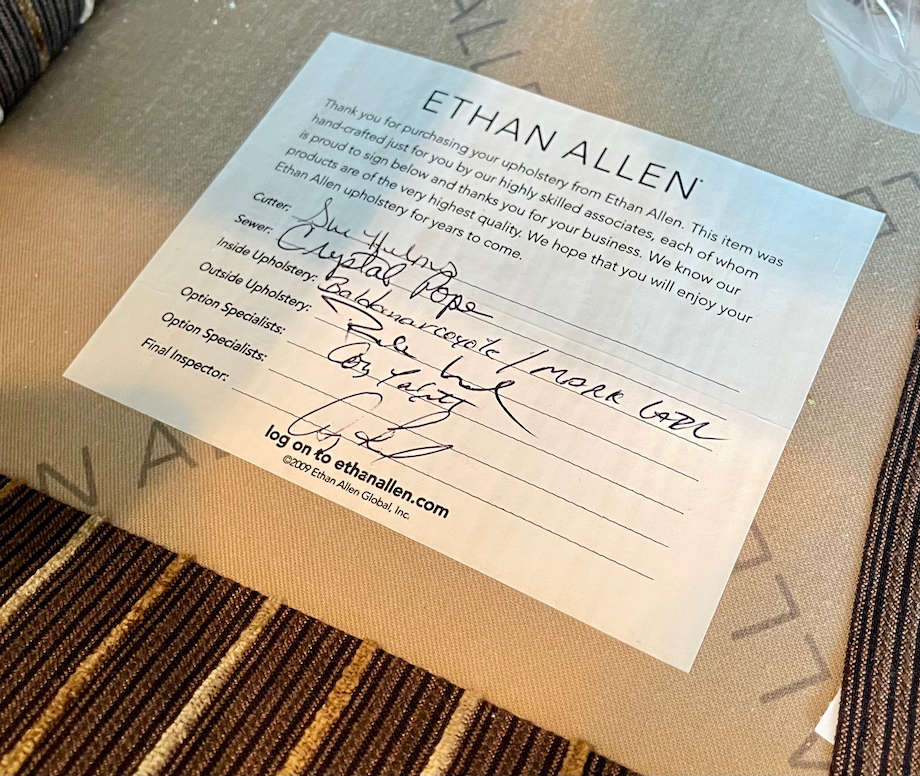 ETHAN ALLEN
Thank you for purchasing your upholstery from Ethan Allen. This item was
hand-crafted just for you by our highly skilled associates, each of whom
is proud to sign below and thanks you for your business. We know our
products are of the very highest quality. We hope that you will enjoy your
Ethan Allen upholstery for years to come.
Cutter: Sue
Sewer: Crystal Pope
Inside Upholstery: / MARK
Outside Upholstery:
Option Specialists:
Option Specialists:
Final Inspector:
log on to ethanallen.com
©2009 Ethan Allen Global, Inc.